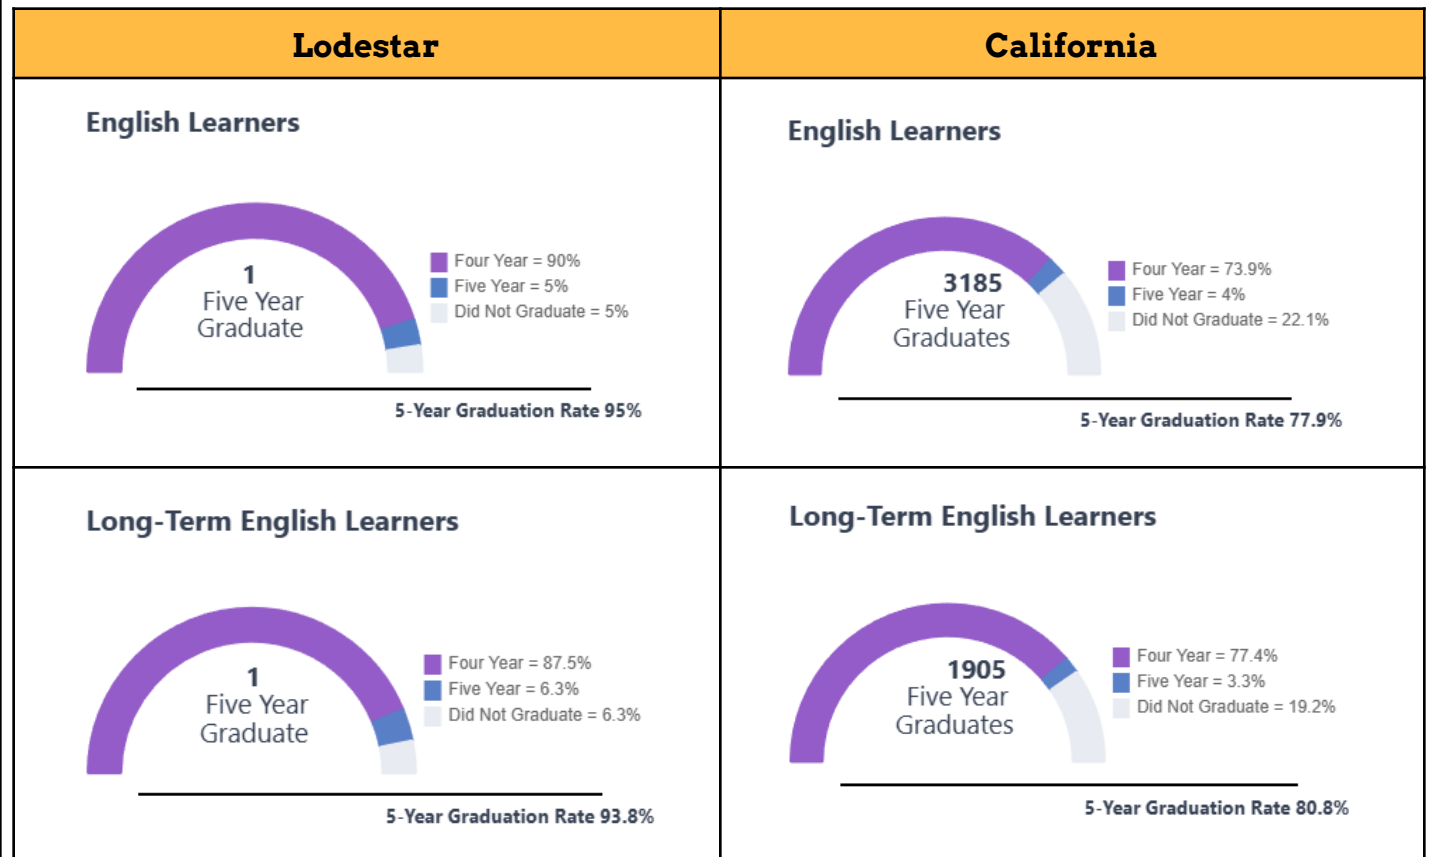 Lodestar
California
English Learners
1
Five Year
Graduate
Four Year = 90%
Five Year = 5%
Did Not Graduate = 5%
5-Year Graduation Rate 95%
English Learners
3185
Five Year
Graduates
Four Year = 73.9%
Five Year = 4%
Did Not Graduate = 22.1%
5-Year Graduation Rate 77.9%
Long-Term English Learners
1
Five Year
Graduate
Four Year = 87.5%
Five Year = 6.3%
Did Not Graduate = 6.3%
5-Year Graduation Rate 93.8%
Long-Term English Learners
1905
Five Year
Graduates
Four Year = 77.4%
Five Year = 3.3%
Did Not Graduate = 19.2%
5-Year Graduation Rate 80.8%